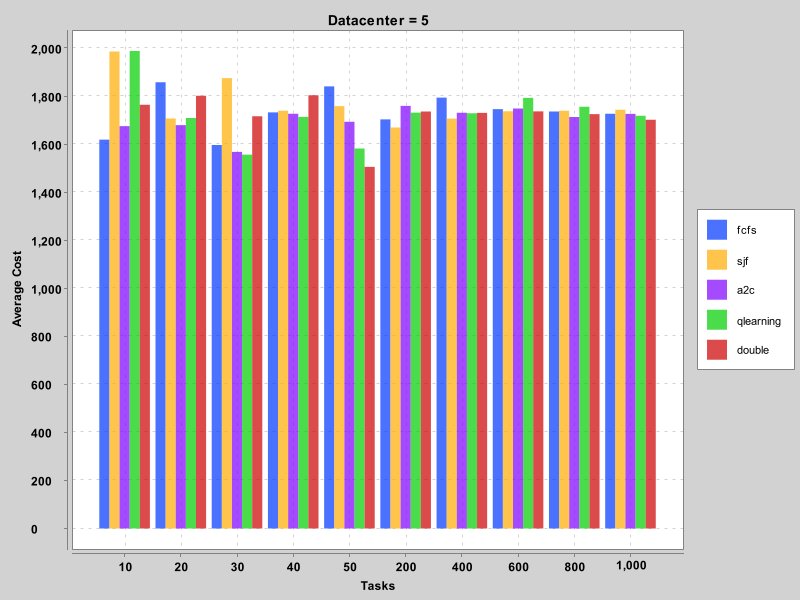 Datacenter = 5
2,000
1,800
1,600
1,400
1,200
1,000
800
600
400
200
0
Average Cost
10 20 30 40 50 200 400 600 800 1,000
Tasks
fcfs
sjf
a2c
qlearning
double